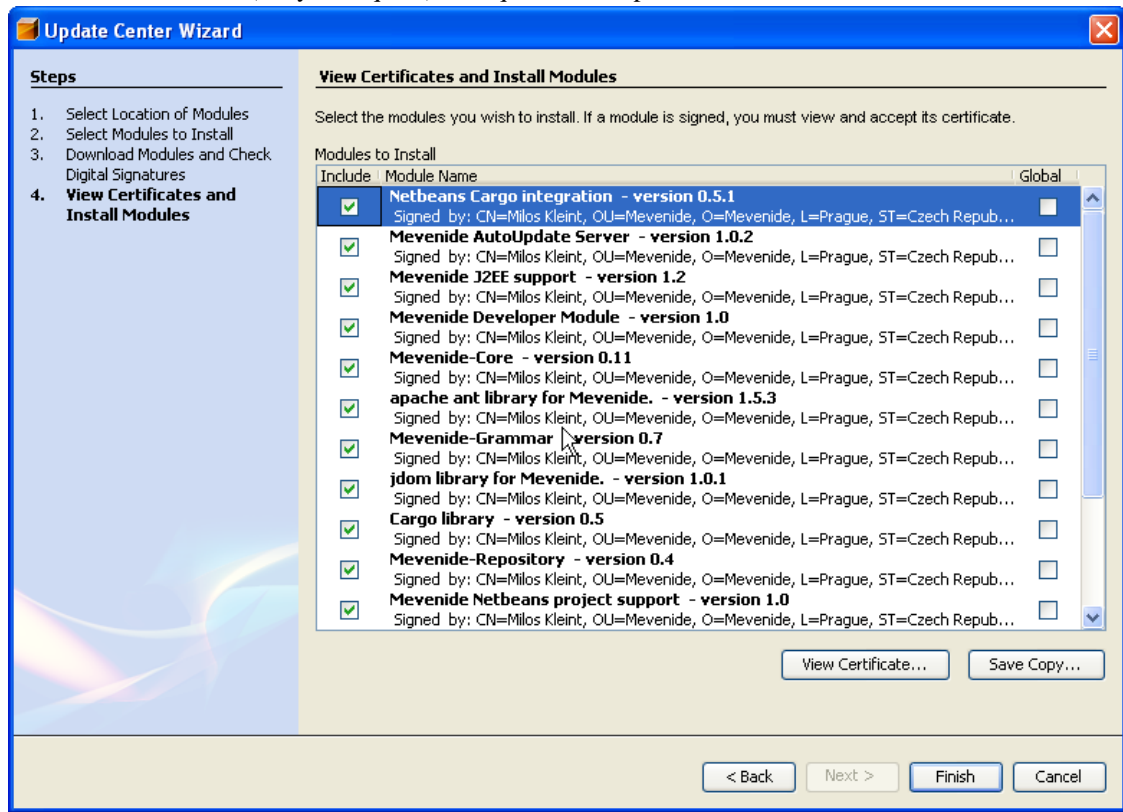 Update Center Wizard
Steps
1. Select Location of Modules
2. Select Modules to Install
3. Download Modules and Check
Digital Signatures
4. View Certificates and
Install Modules
View Certificates and Install Modules
Select the modules you wish to install. If a module is signed, you must view and accept its certificate.
Modules to Install
Include Module Name Global
Netbeans Cargo integration - version 0.5.1
Signed by: CN=Milos Kleint, OU=Mevenide, O=Mevenide, L=Prague, ST=Czech Repub...
Mevenide AutoUpdate Server - version 1.0.2
Signed by: CN=Milos Kleint, OU=Mevenide, O=Mevenide, L=Prague, ST=Czech Repub...
Mevenide J2EE support - version 1.2
Signed by: CN=Milos Kleint, OU=Mevenide, O=Mevenide, L=Prague, ST=Czech Repub...
Mevenide Developer Module - version 1.0
Signed by: CN=Milos Kleint, OU=Mevenide, O=Mevenide, L=Prague, ST=Czech Repub...
Mevenide-Core - version 0.11
Signed by: CN=Milos Kleint, OU=Mevenide, O=Mevenide, L=Prague, ST=Czech Repub...
apache ant library for Mevenide. - version 1.5.3
Signed by: CN=Milos Kleint, OU=Mevenide, O=Mevenide, L=Prague, ST=Czech Repub...
Mevenide-Grammar version 0.7
Signed by: CN=Milos Kleint, OU=Mevenide, O=Mevenide, L=Prague, ST=Czech Repub...
jdom library for Mevenide. - version 1.0.1
Signed by: CN=Milos Kleint, OU=Mevenide, O=Mevenide, L=Prague, ST=Czech Repub...
Cargo library - version 0.5
Signed by: CN=Milos Kleint, OU=Mevenide, O=Mevenide, L=Prague, ST=Czech Repub...
Mevenide-Repository - version 0.4
Signed by: CN=Milos Kleint, OU=Mevenide, O=Mevenide, L=Prague, ST=Czech Repub...
Mevenide Netbeans project support - version 1.0
Signed by: CN=Milos Kleint, OU=Mevenide, O=Mevenide, L=Prague, ST=Czech Repub...
View Certificate... Save Copy...
< Back Next > Finish Cancel